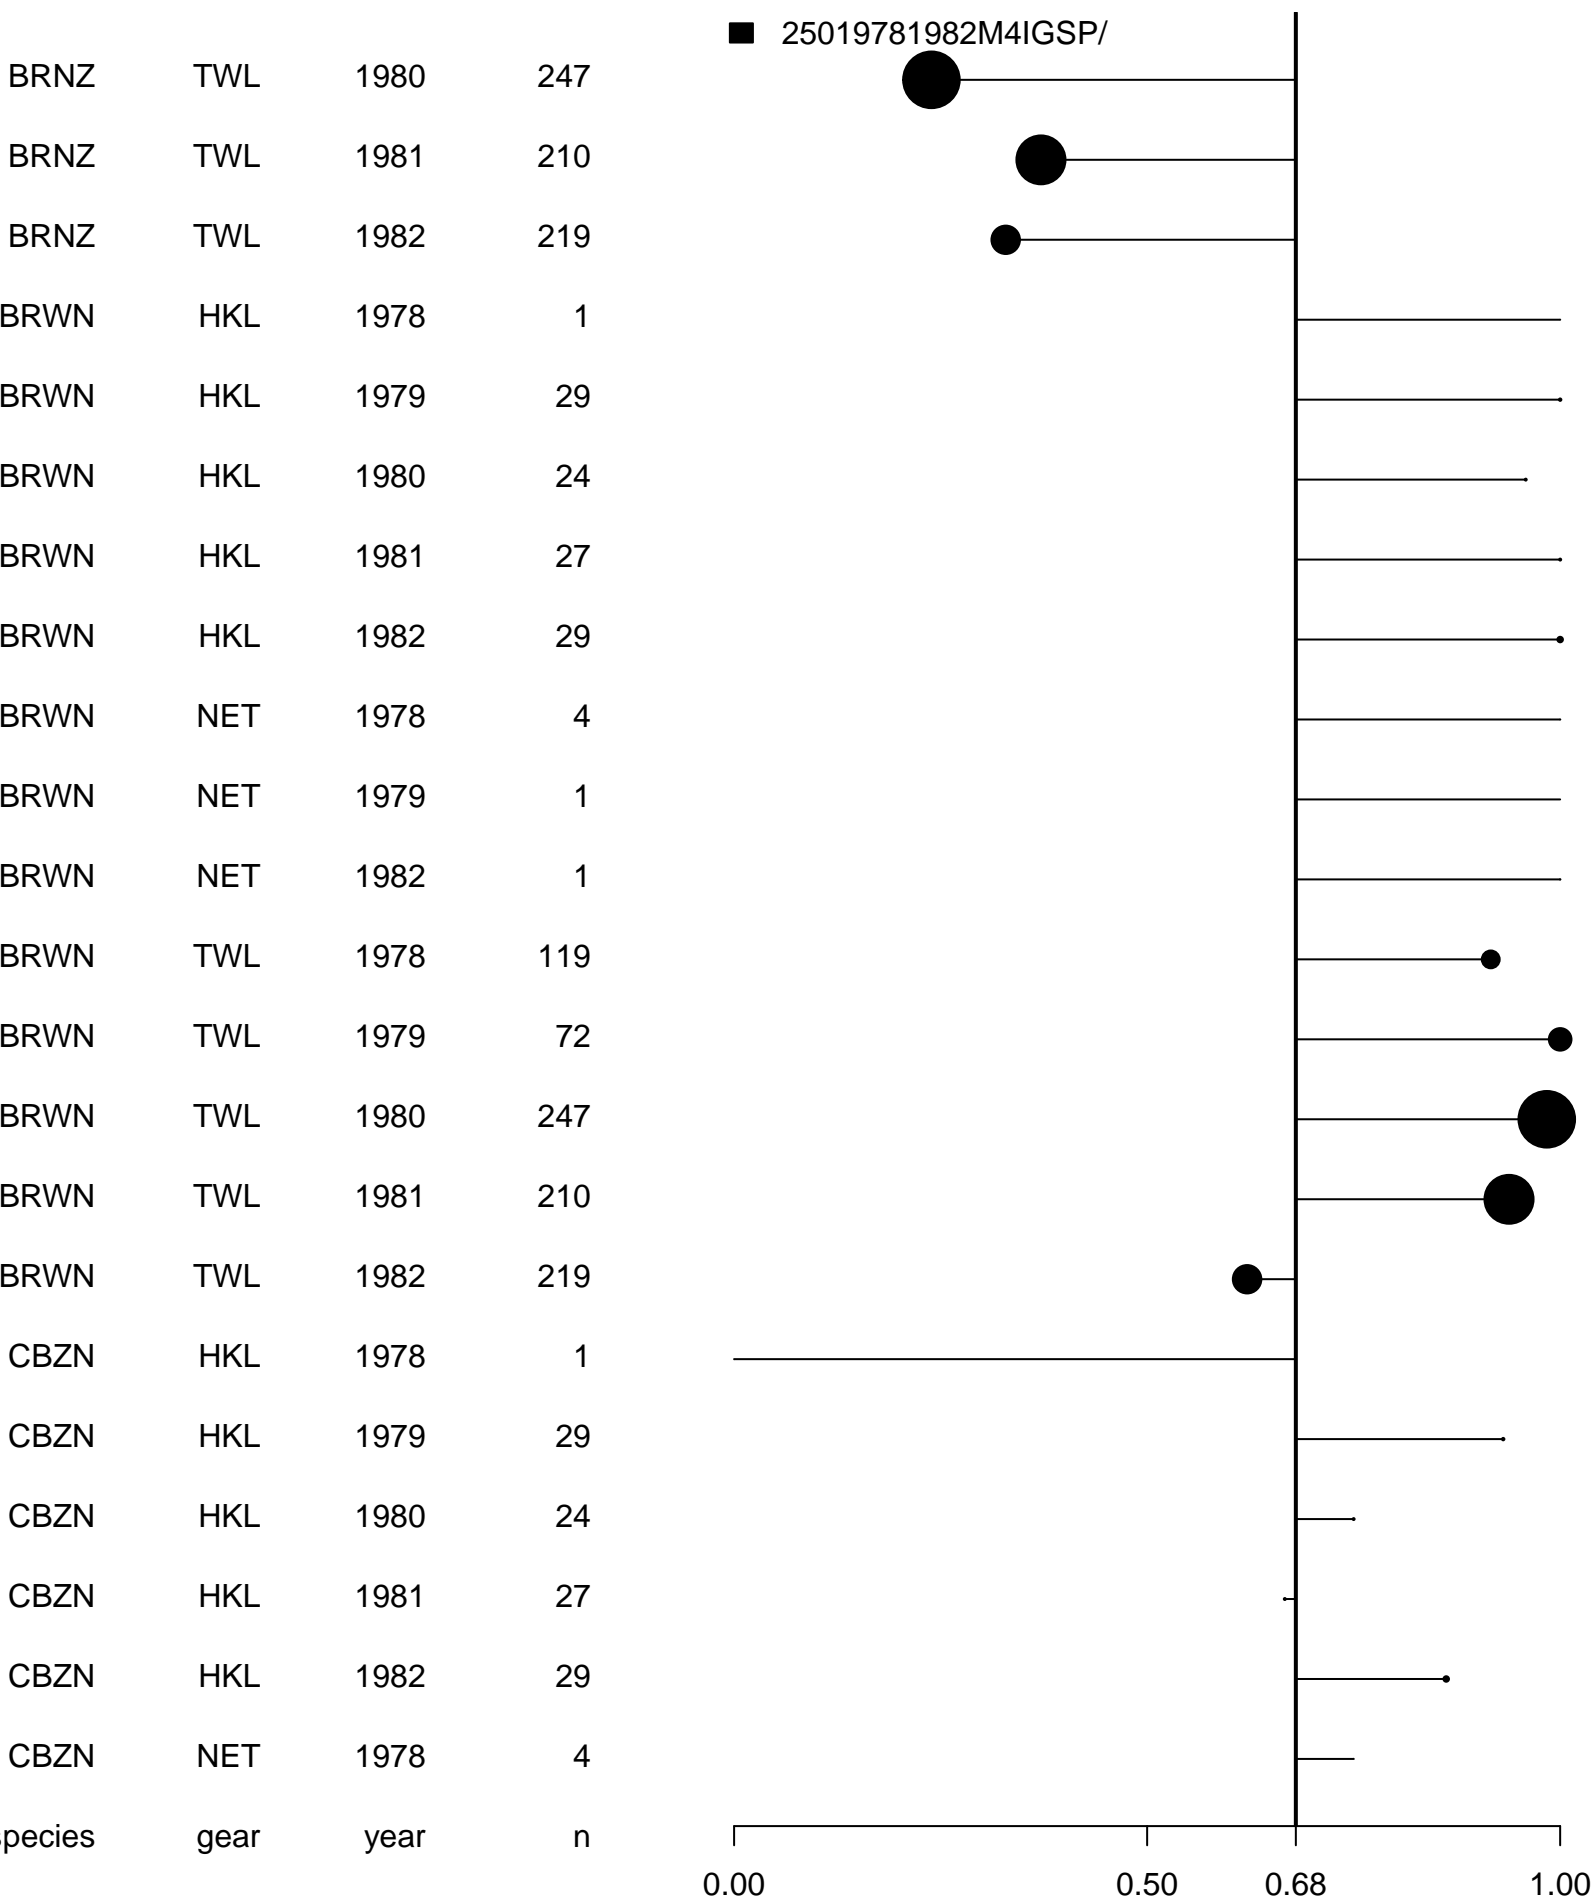 25019781982M4IGSP/
BRNZ TWL 1980 247
BRNZ TWL 1981 210
BRNZ TWL 1982 219
BRWN HKL 1978 1
BRWN HKL 1979 29
BRWN HKL 1980 24
BRWN HKL 1981 27
BRWN HKL 1982 29
BRWN NET 1978 4
BRWN NET 1979 1
BRWN NET 1982 1
BRWN TWL 1978 119
BRWN TWL 1979 72
BRWN TWL 1980 247
BRWN TWL 1981 210
BRWN TWL 1982 219
CBZN HKL 1978 1
CBZN HKL 1979 29
CBZN HKL 1980 24
CBZN HKL 1981 27
CBZN HKL 1982 29
CBZN NET 1978 4
species gear year n
0.00 0.50 0.68 1.00